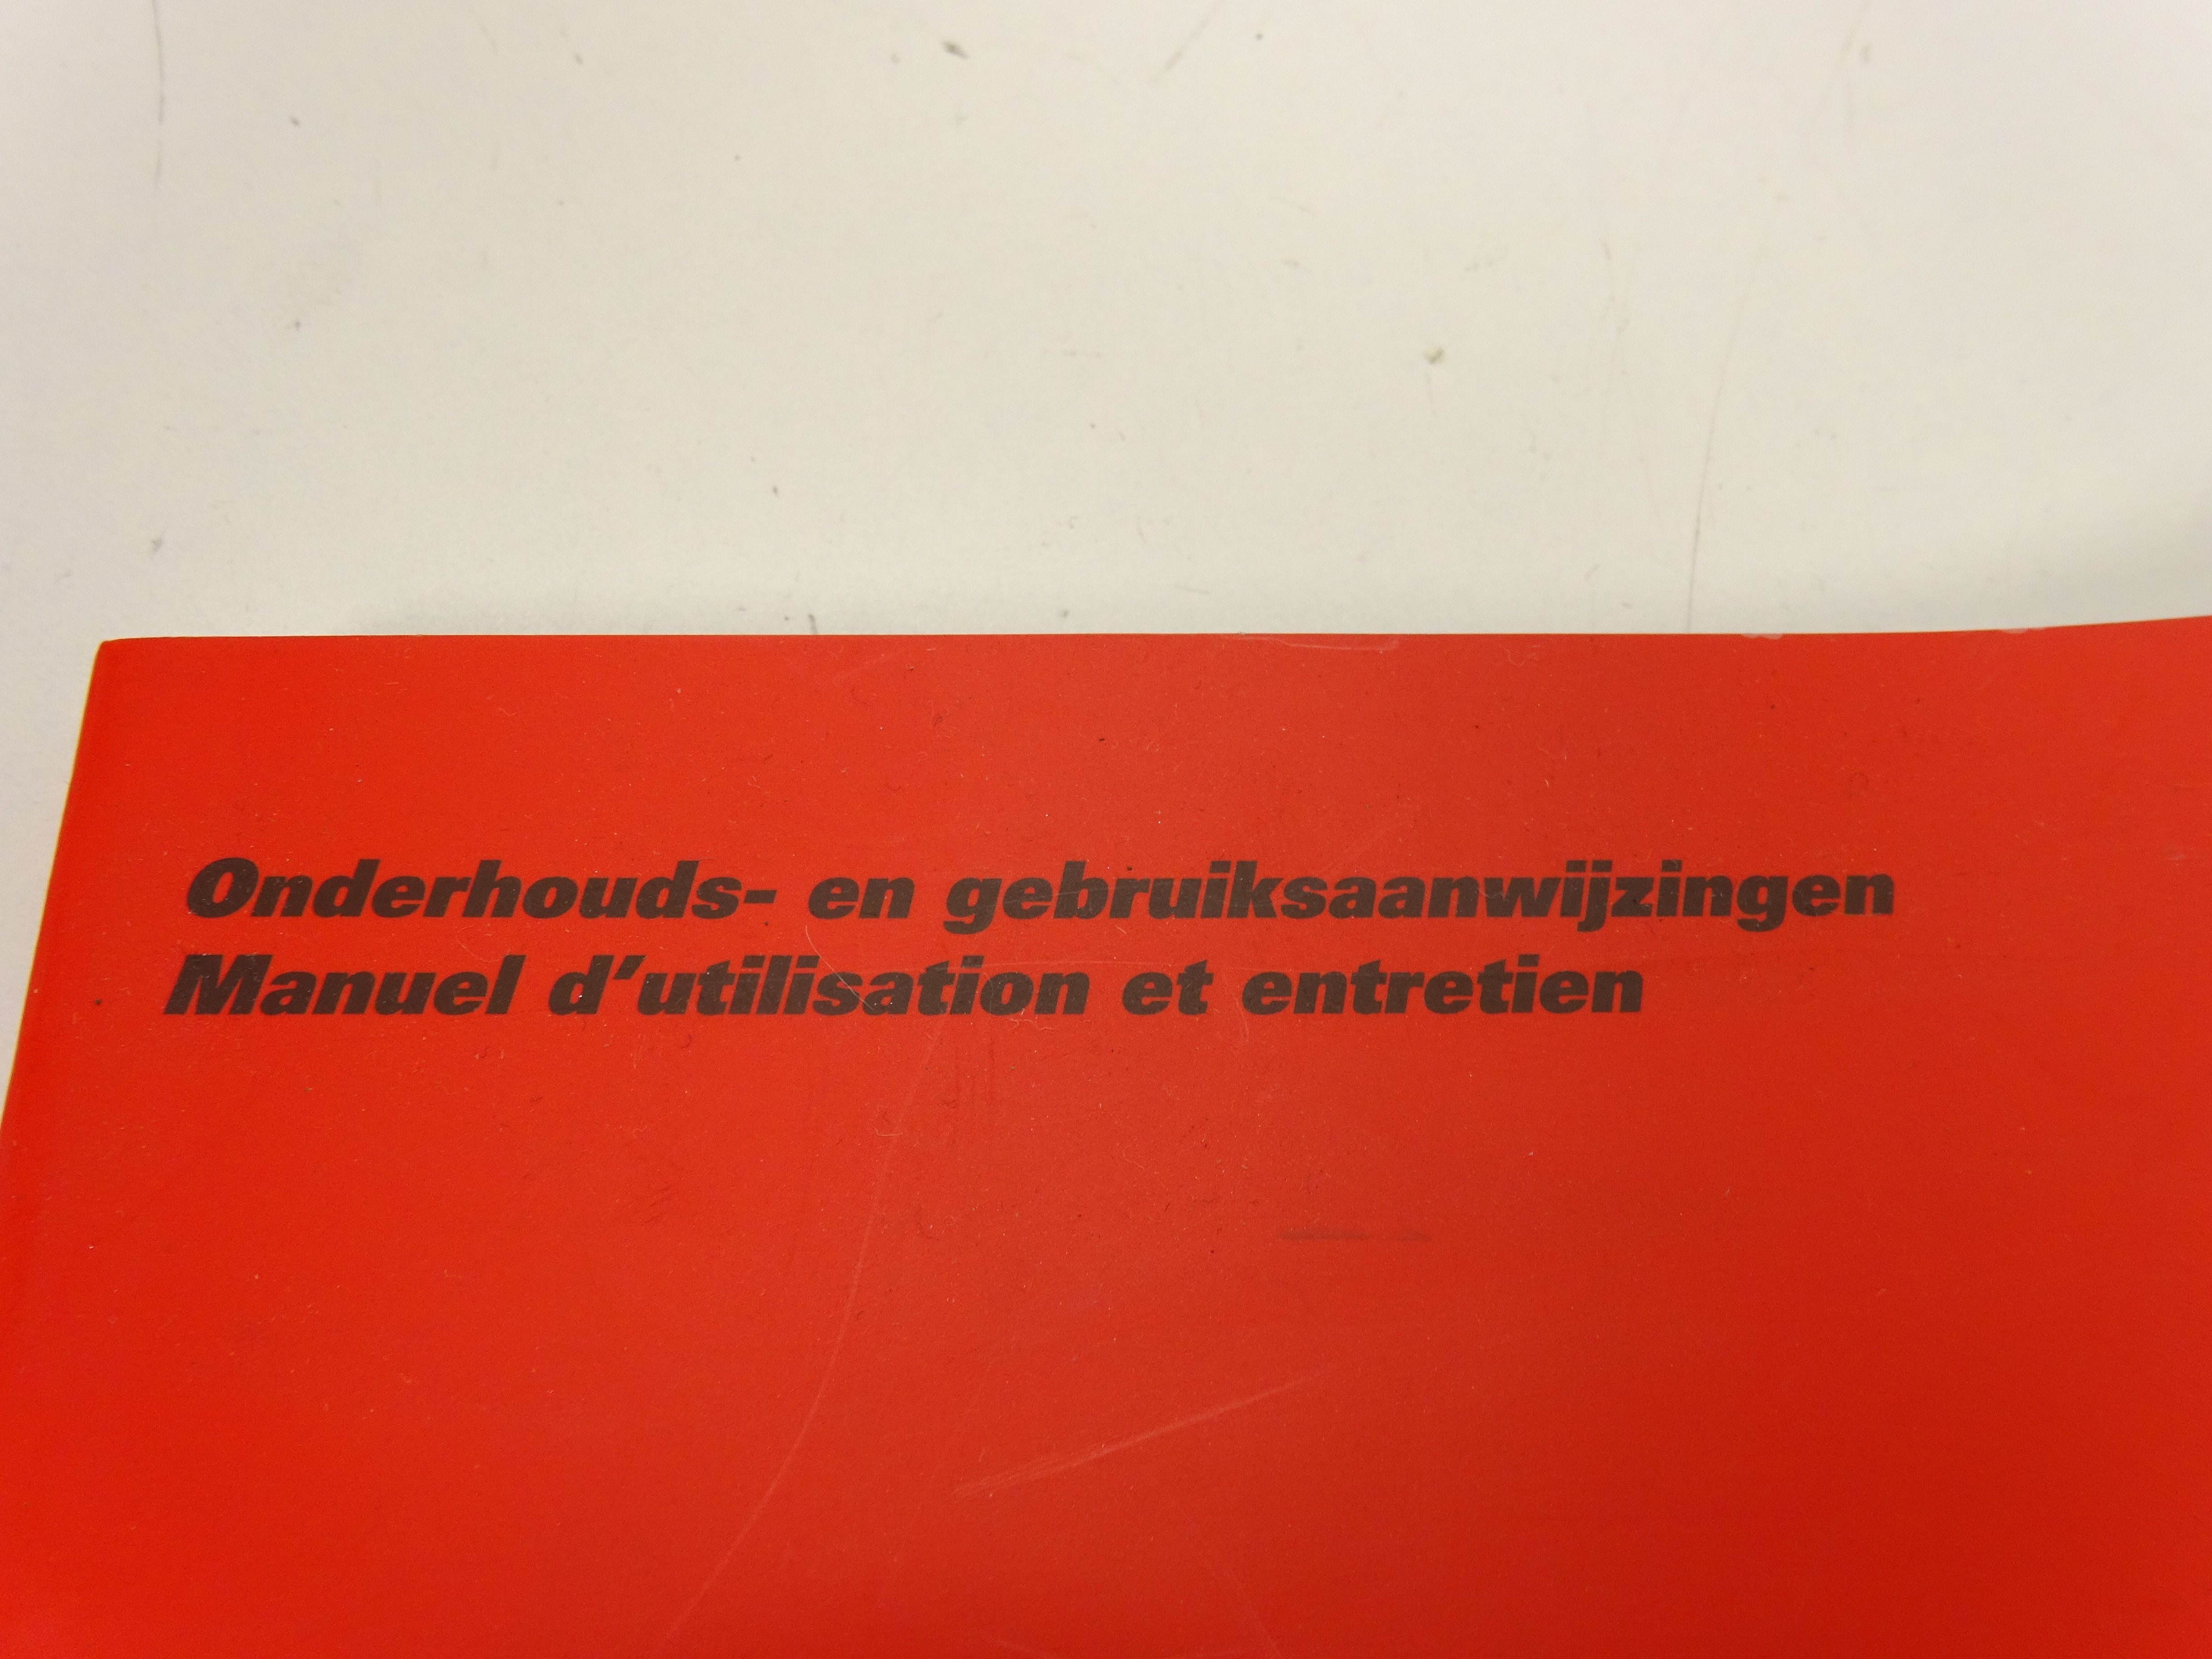 Onderhouds- en gebruiksaanwijzingen
Manuel d'utilisation et entretien